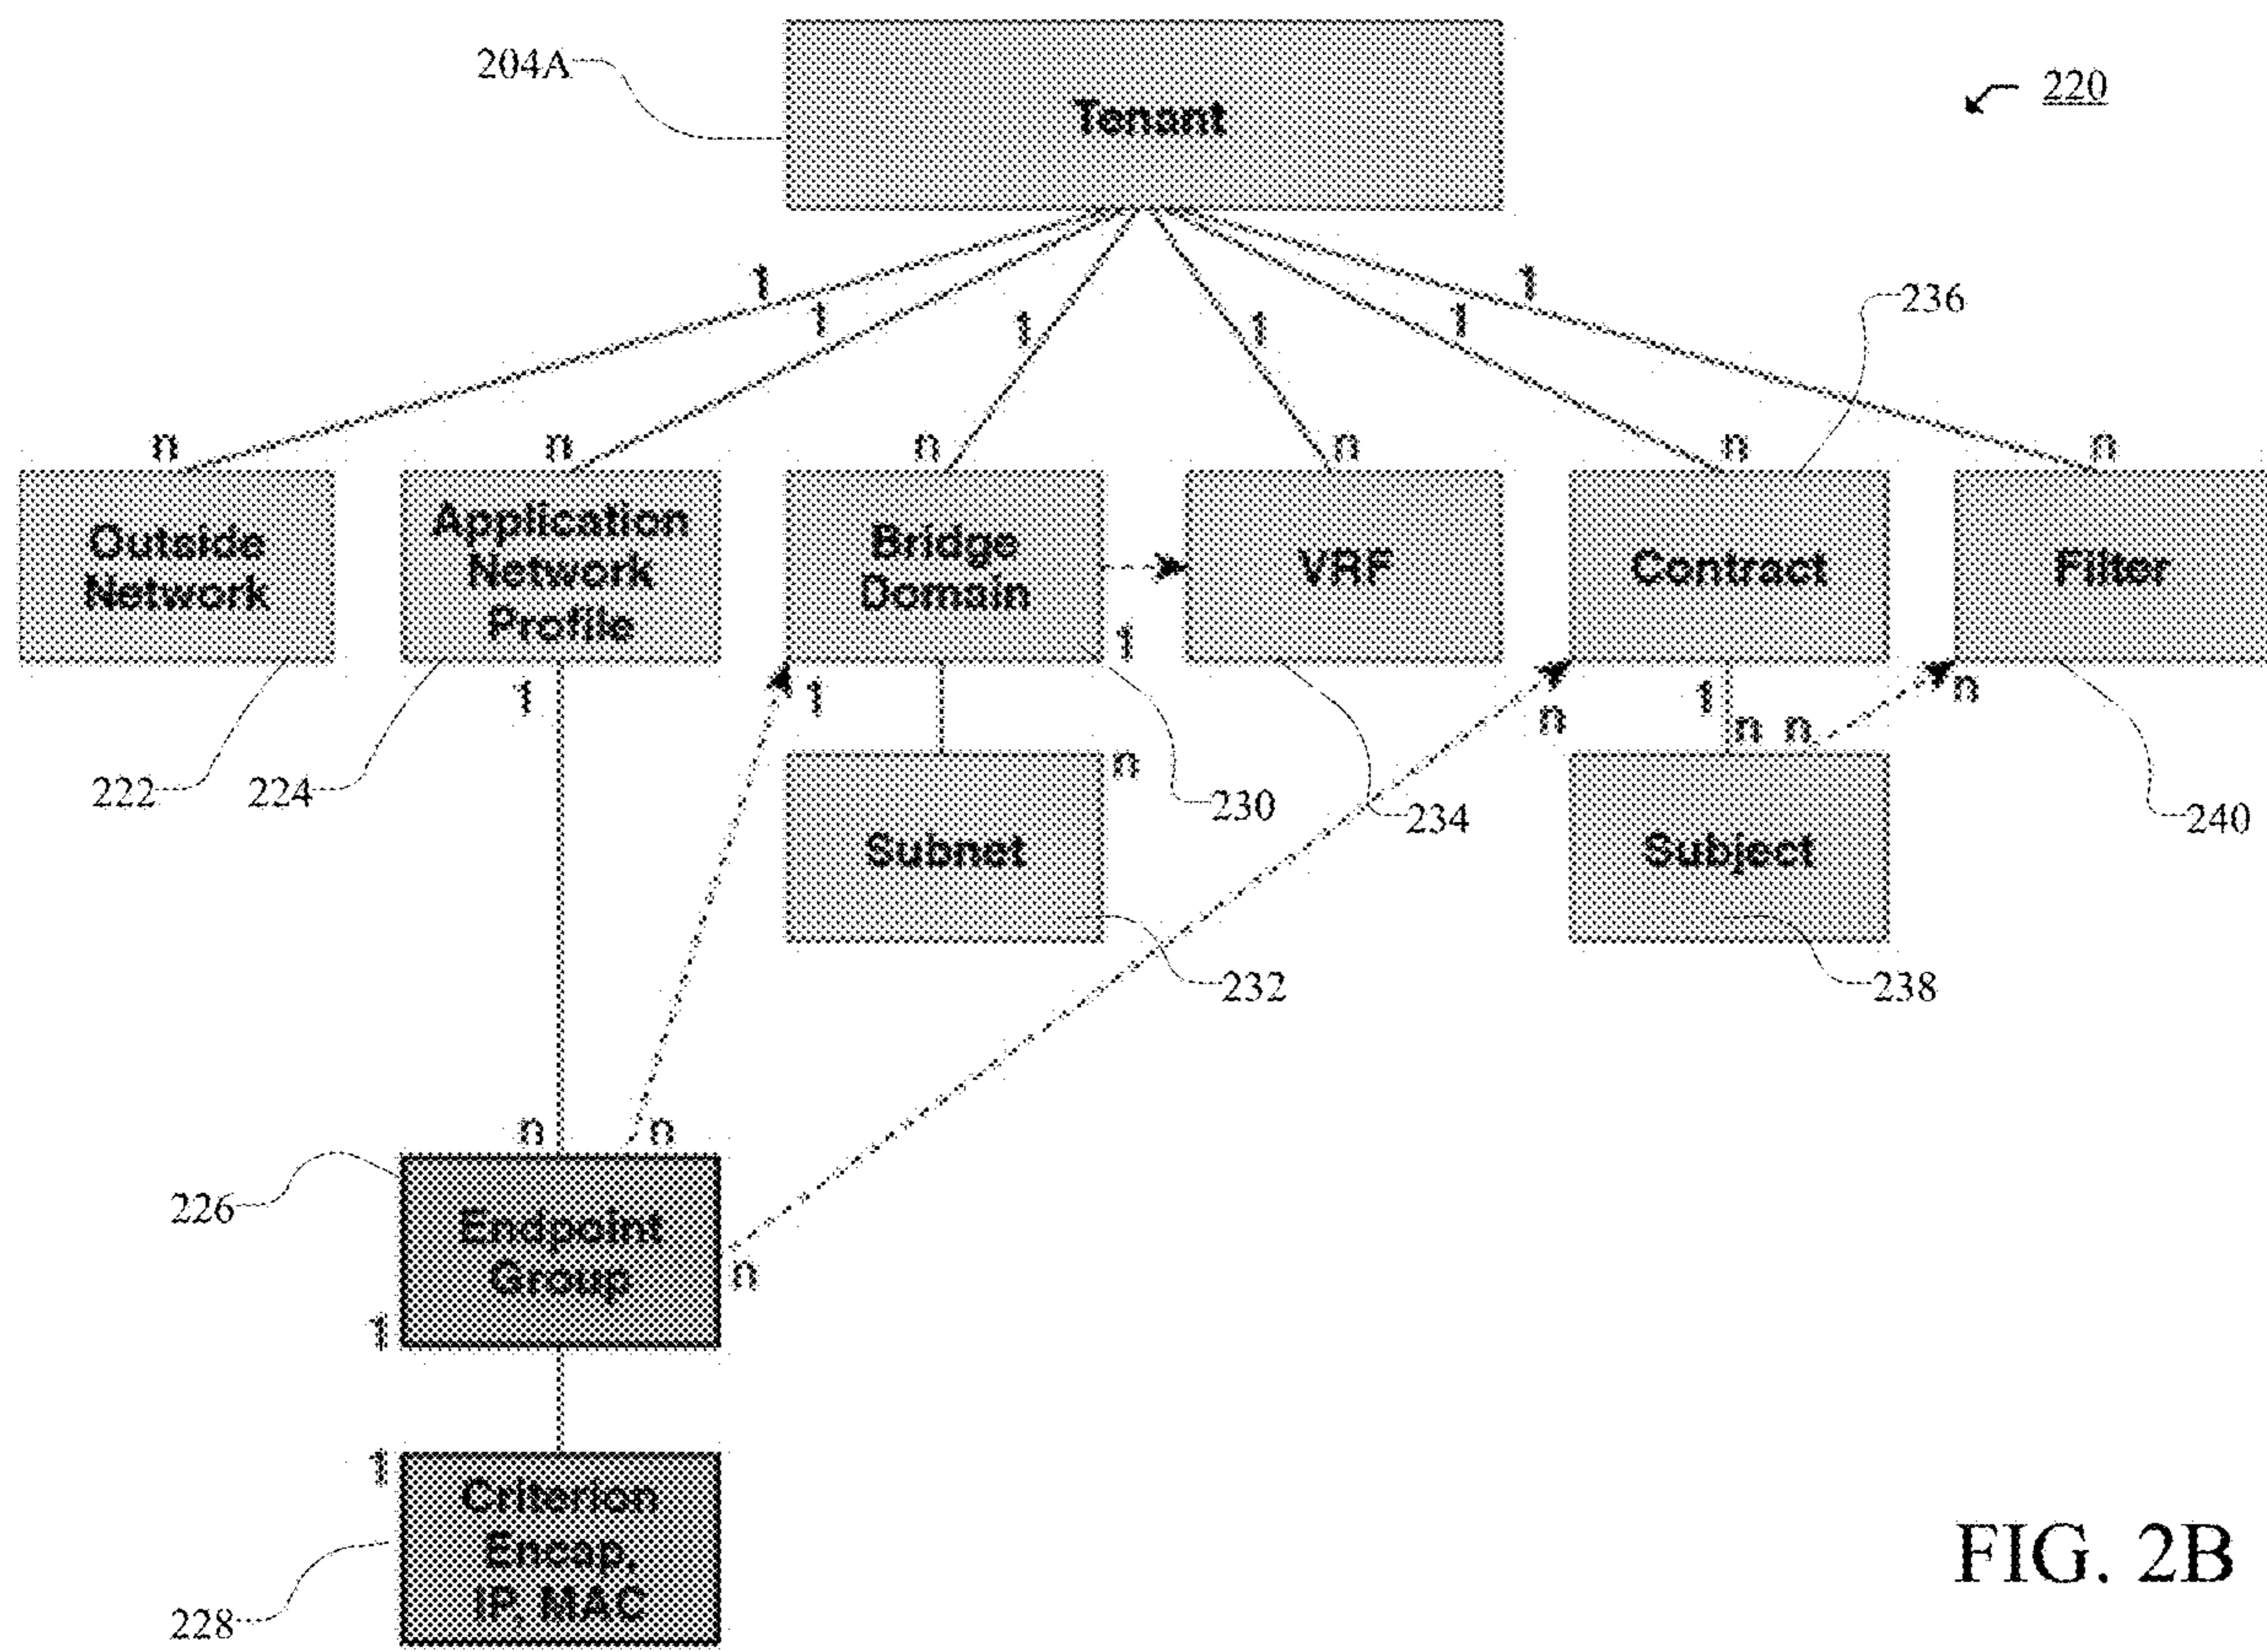 204A
Tenant
220
1
1
1
1
1
1
236
n
n
n
n
n
n
Outside
Network
Application
Network
Profile
Bridge
Domain
VRF
Contract
Filter
1
1
1
n
1
n
n
n
222
224
n
230
234
240
Subnet
Subject
232
238
n
n
226
Endpoint
Group
n
1
1
Criterion
Encap,
IP, MAC
228
FIG. 2B